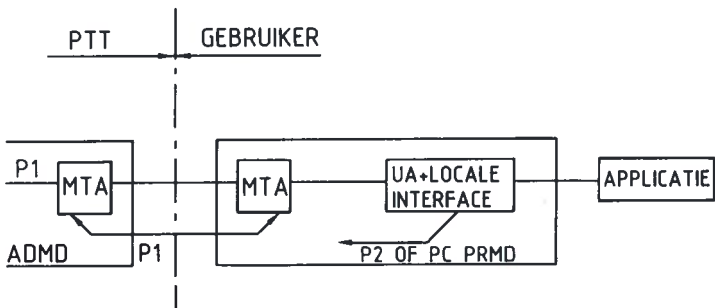 PTT
GEBRUIKER
P1
MTA
MTA
UA+LOCALE
INTERFACE
APPLICATIE
ADMD
P1
P2 OF PC PRMD